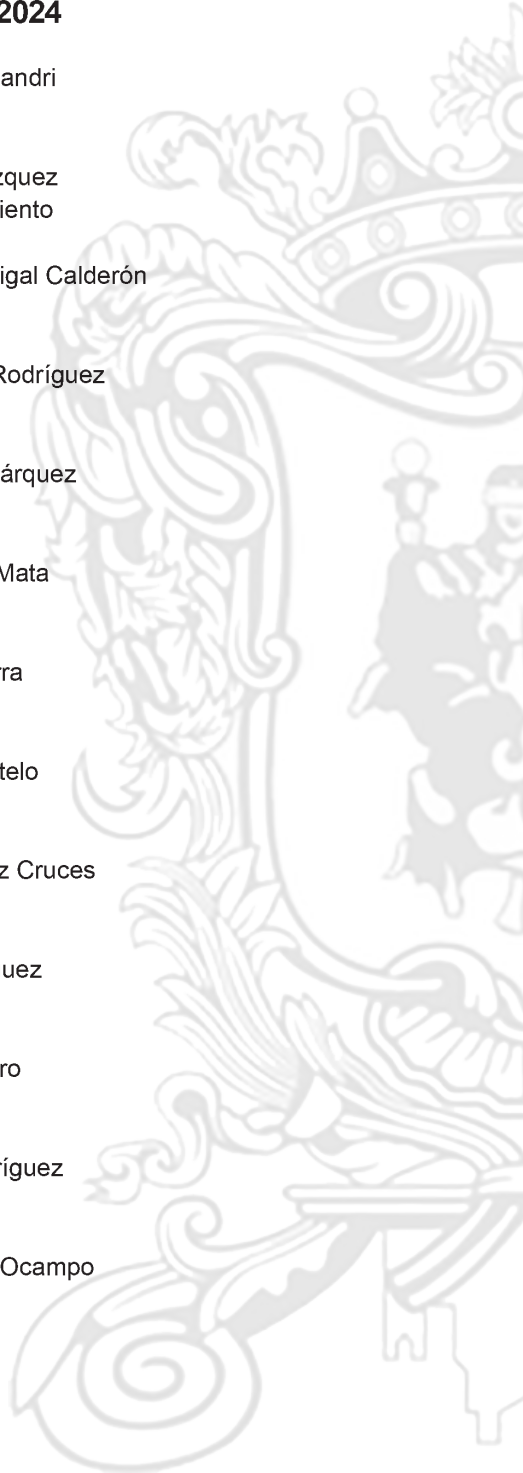 2024
andri
zquez
iento
igal Calderón
Rodríguez
árquez
Mata
rra
telo
z Cruces
uez
ro
ríguez
Ocampo